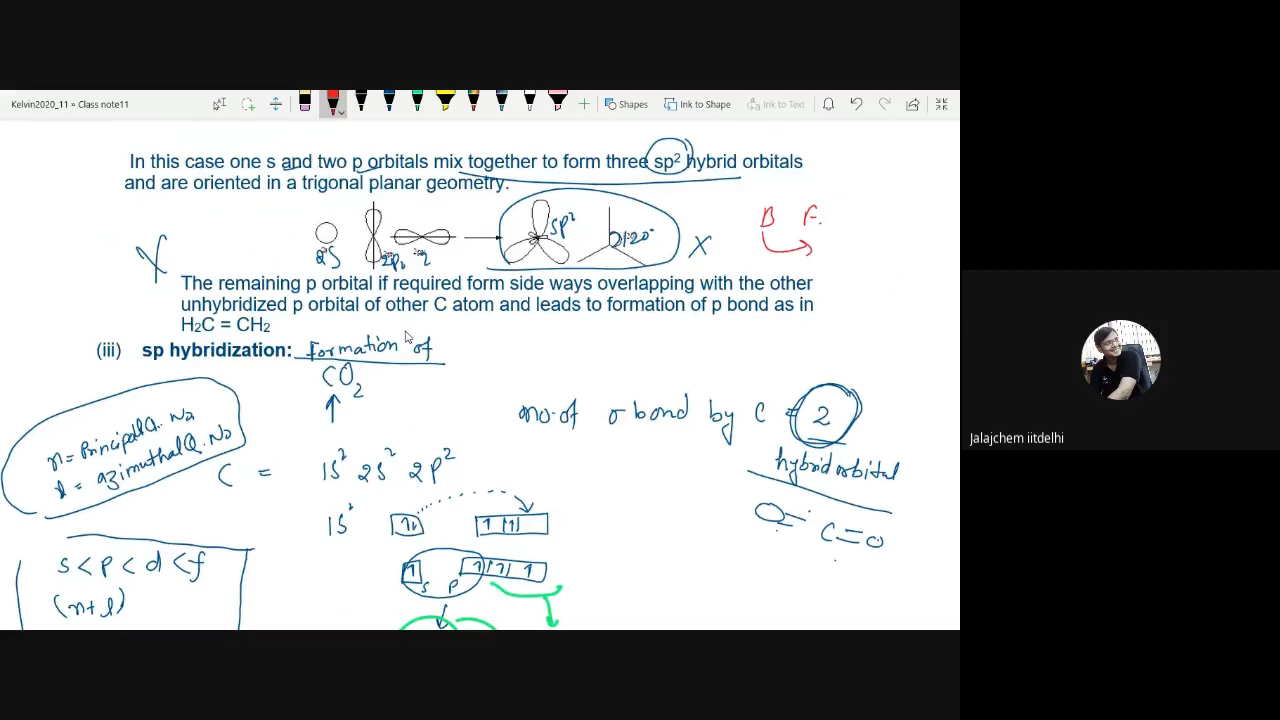 Kelvin2020_11 » Class note11
Shapes
Ink to Shape
Ink to Text
In this case one s and two p orbitals mix together to form three sp² hybrid orbitals
and are oriented in a trigonal planar geometry.
B F
sp²
120°
2S
The remaining p orbital if required form side ways overlapping with the other
unhybridized p orbital of other C atom and leads to formation of p bond as in
H₂C = CH₂
(iii) sp hybridization: Formation of
CO₂
no. of σ bond by C = 2
hybrid orbital
n = Principal Q. No
l = azimuthal Q. No
C = 1S² 2S² 2P²
O = C = O
1S²
S P
s < p < d < f
(n+l)
Jalajchem iitdelhi